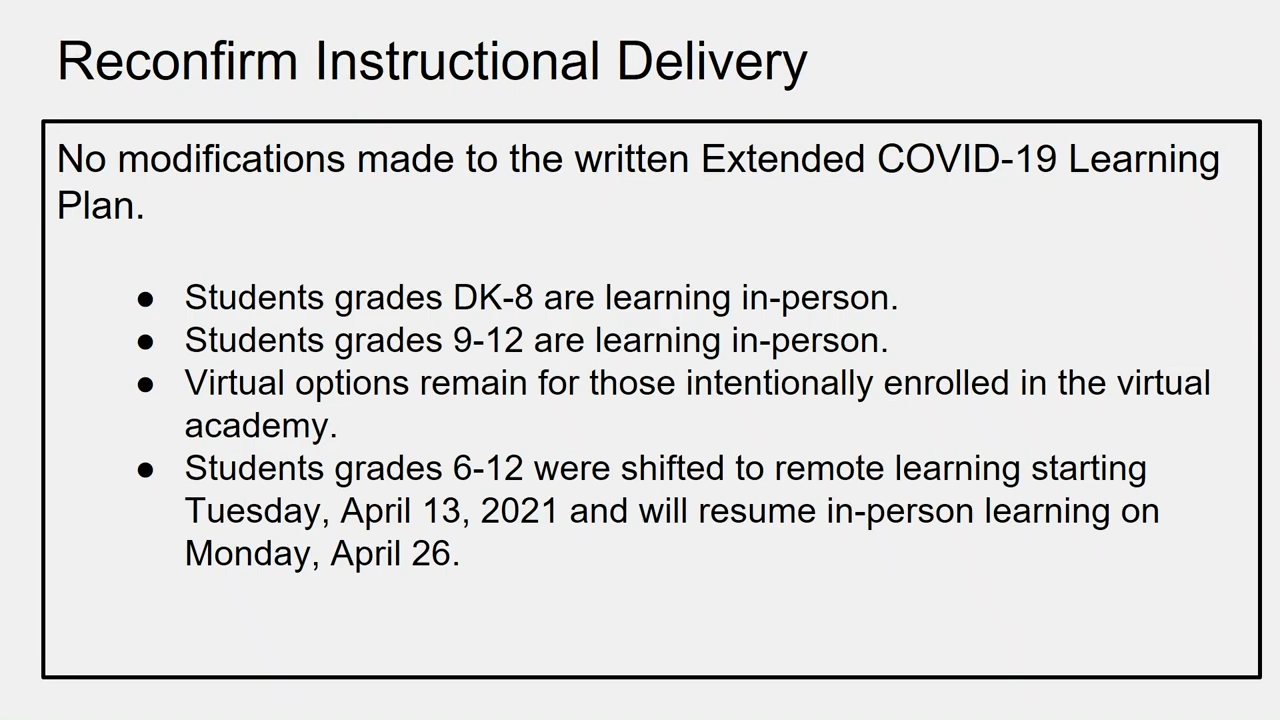 Reconfirm Instructional Delivery
No modifications made to the written Extended COVID-19 Learning
Plan.
● Students grades DK-8 are learning in-person.
● Students grades 9-12 are learning in-person.
● Virtual options remain for those intentionally enrolled in the virtual
academy.
● Students grades 6-12 were shifted to remote learning starting
Tuesday, April 13, 2021 and will resume in-person learning on
Monday, April 26.